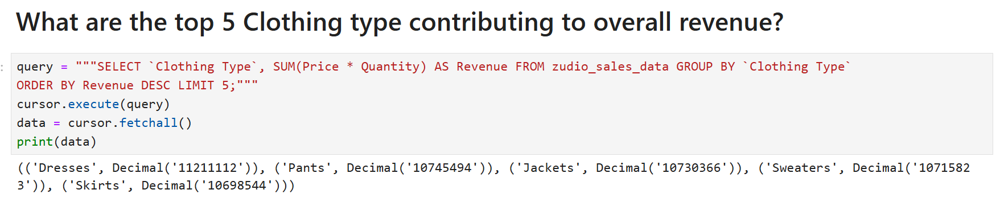 What are the top 5 Clothing type contributing to overall revenue?
: query = """SELECT `Clothing Type`, SUM(Price * Quantity) AS Revenue FROM zudio_sales_data GROUP BY `Clothing Type`
ORDER BY Revenue DESC LIMIT 5;"""
cursor.execute(query)
data = cursor.fetchall()
print(data)
(('Dresses', Decimal('11211112')), ('Pants', Decimal('10745494')), ('Jackets', Decimal('10730366')), ('Sweaters', Decimal('1071582
3')), ('Skirts', Decimal('10698544')))